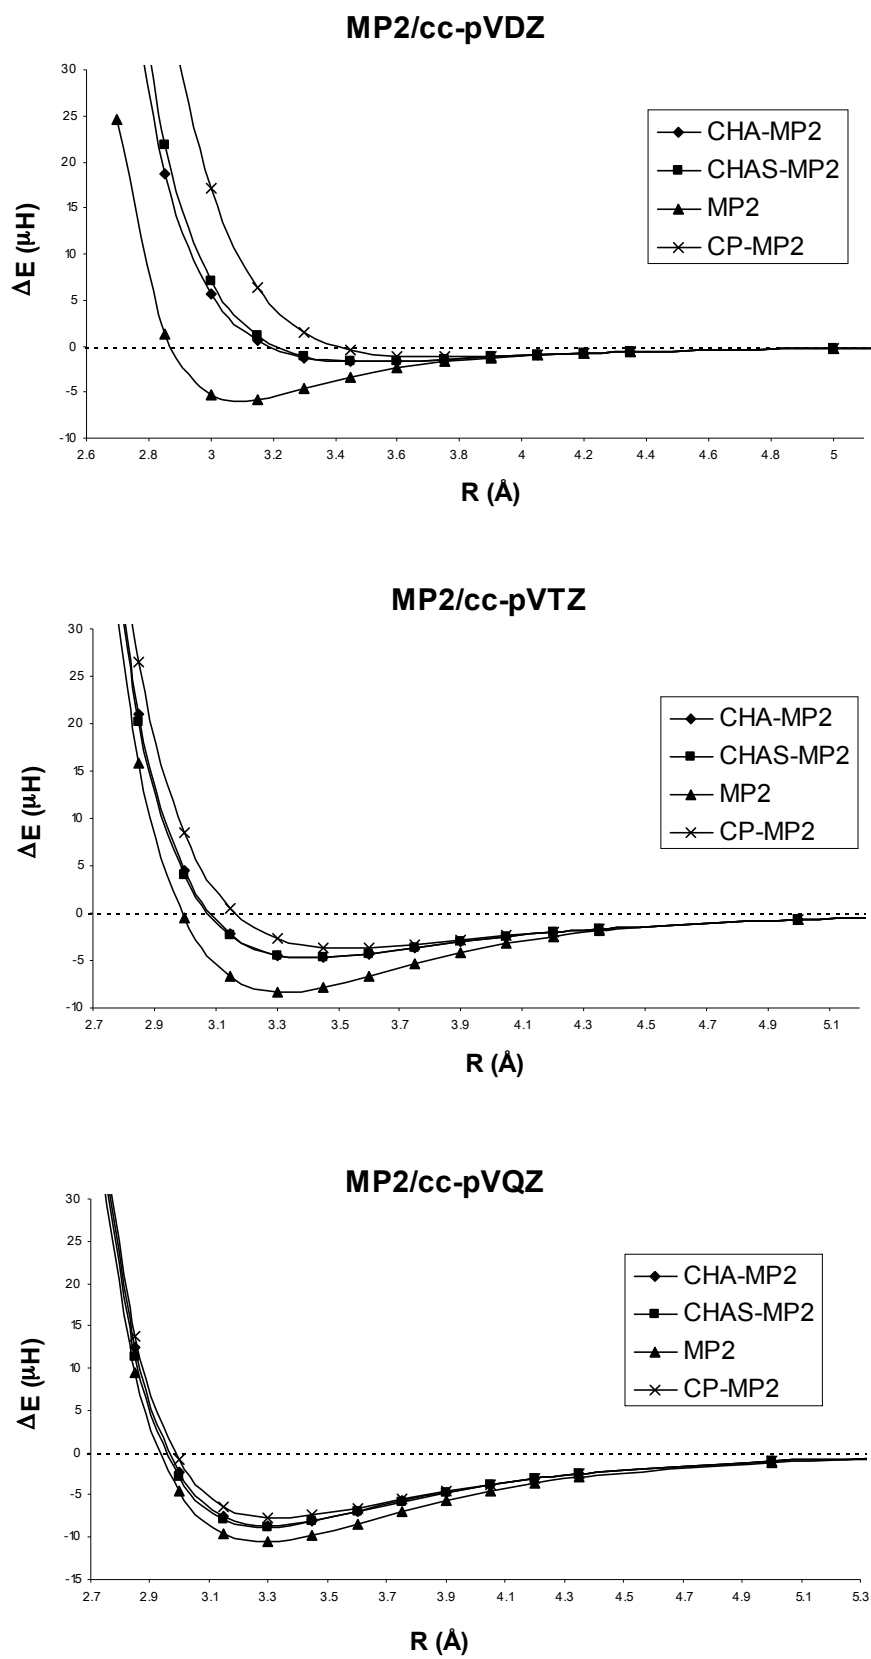 MP2/cc-pVDZ
30
25
20
15
10
5
0
-5
-10
ΔE (μH)
CHA-MP2
CHAS-MP2
MP2
CP-MP2
2.6 2.8 3 3.2 3.4 3.6 3.8 4 4.2 4.4 4.6 4.8 5
R (Å)
MP2/cc-pVTZ
30
25
20
15
10
5
0
-5
-10
ΔE (μH)
CHA-MP2
CHAS-MP2
MP2
CP-MP2
2.7 2.9 3.1 3.3 3.5 3.7 3.9 4.1 4.3 4.5 4.7 4.9 5.1
R (Å)
MP2/cc-pVQZ
30
25
20
15
10
5
0
-5
-10
-15
ΔE (μH)
CHA-MP2
CHAS-MP2
MP2
CP-MP2
2.7 2.9 3.1 3.3 3.5 3.7 3.9 4.1 4.3 4.5 4.7 4.9 5.1 5.3
R (Å)